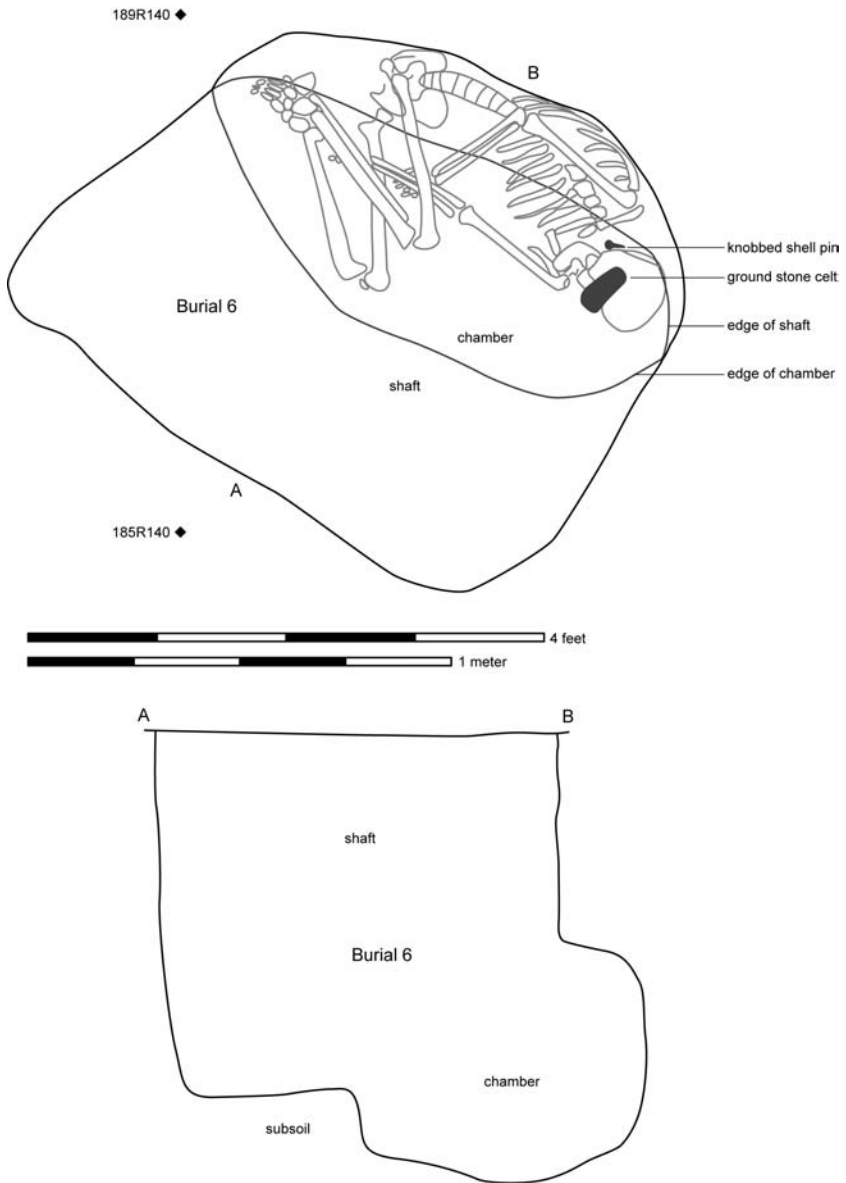 189R140
B
knobbed shell pin
ground stone celt
Burial 6
edge of shaft
chamber
edge of chamber
shaft
A
185R140
4 feet
1 meter
A
B
shaft
Burial 6
chamber
subsoil